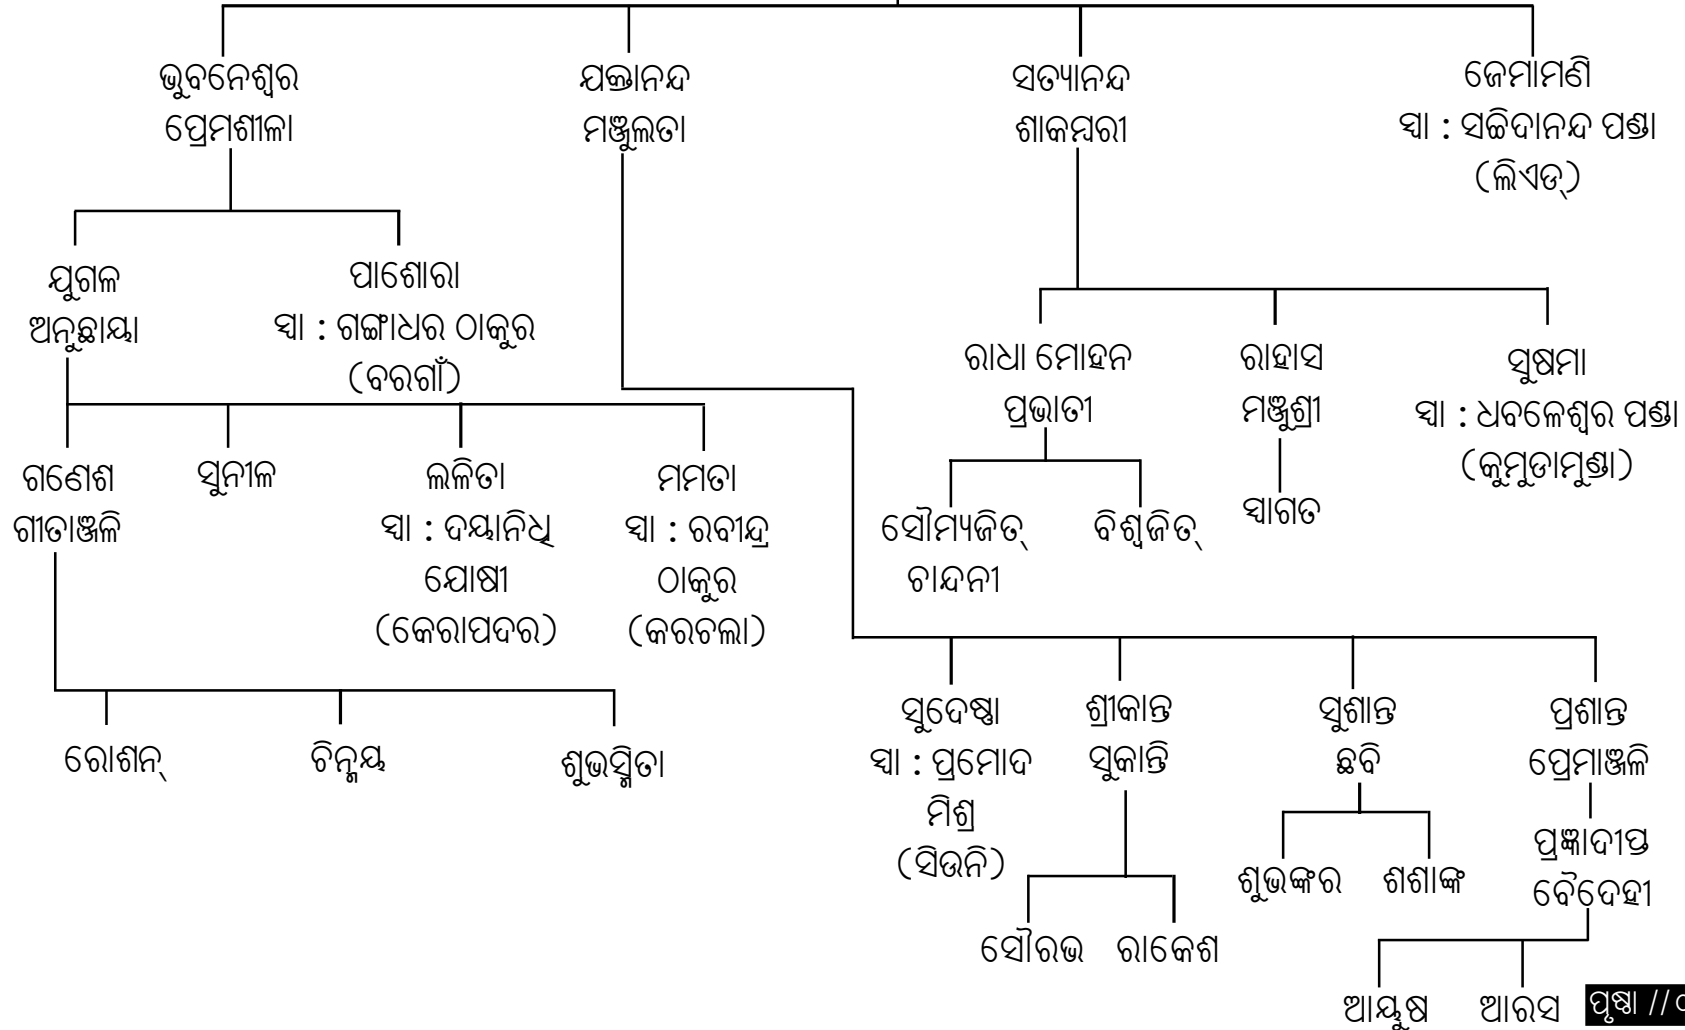 ଭୁବନେଶ୍ୱର
ପ୍ରେମଶୀଳା
ଯକ୍ତାନନ୍ଦ
ମଞ୍ଜୁଲତା
ସତ୍ୟାନନ୍ଦ
ଶାକମ୍ବରୀ
ଜେମାମଣି
ସ୍ୱା : ସଚ୍ଚିଦାନନ୍ଦ ପଣ୍ଡା
(ଲିଏଡ୍)
ଯୁଗଳ
ଅନୁଛାୟା
ପାଶୋରା
ସ୍ୱା : ଗଙ୍ଗାଧର ଠାକୁର
(ବରଗାଁ)
ରାଧା ମୋହନ
ପ୍ରଭାତୀ
ରାହାସ
ମଞ୍ଜୁଶ୍ରୀ
ସୁଷମା
ସ୍ୱା : ଧବଳେଶ୍ୱର ପଣ୍ଡା
(କୁମୁଡାମୁଣ୍ଡା)
ଗଣେଶ
ଗୀତାଞ୍ଜଳି
ସୁନୀଳ
ଲଳିତା
ସ୍ୱା : ଦୟାନିଧି
ଯୋଷୀ
(କେରାପଦର)
ମମତା
ସ୍ୱା : ରବୀନ୍ଦ୍ର
ଠାକୁର
(କରଚଲା)
ସୌମ୍ୟଜିତ୍
ଚାନ୍ଦନୀ
ବିଶ୍ୱଜିତ୍
ସ୍ୱାଗତ
ରୋଶନ୍
ଚିନ୍ମୟ
ଶୁଭସ୍ମିତା
ସୁଦେଷ୍ଣା
ସ୍ୱା : ପ୍ରମୋଦ
ମିଶ୍ର
(ସିଉନି)
ଶ୍ରୀକାନ୍ତ
ସୁକାନ୍ତି
ସୁଶାନ୍ତ
ଛବି
ପ୍ରଶାନ୍ତ
ପ୍ରେମାଞ୍ଜଳି
ପ୍ରଜ୍ଞାଦୀପ୍ତ
ବୈଦେହୀ
ଶୁଭଙ୍କର
ଶଶାଙ୍କ
ସୌରଭ
ରାକେଶ
ଆୟୁଷ
ଆରସ
ପୃଷ୍ଠା //